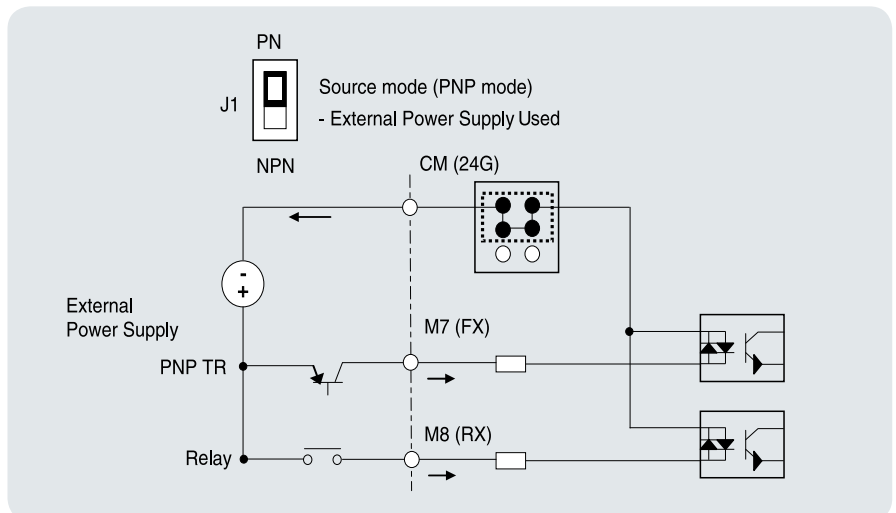 PN
J1
Source mode (PNP mode)
- External Power Supply Used
NPN
CM (24G)
-
+
External
Power Supply
M7 (FX)
PNP TR
M8 (RX)
Relay